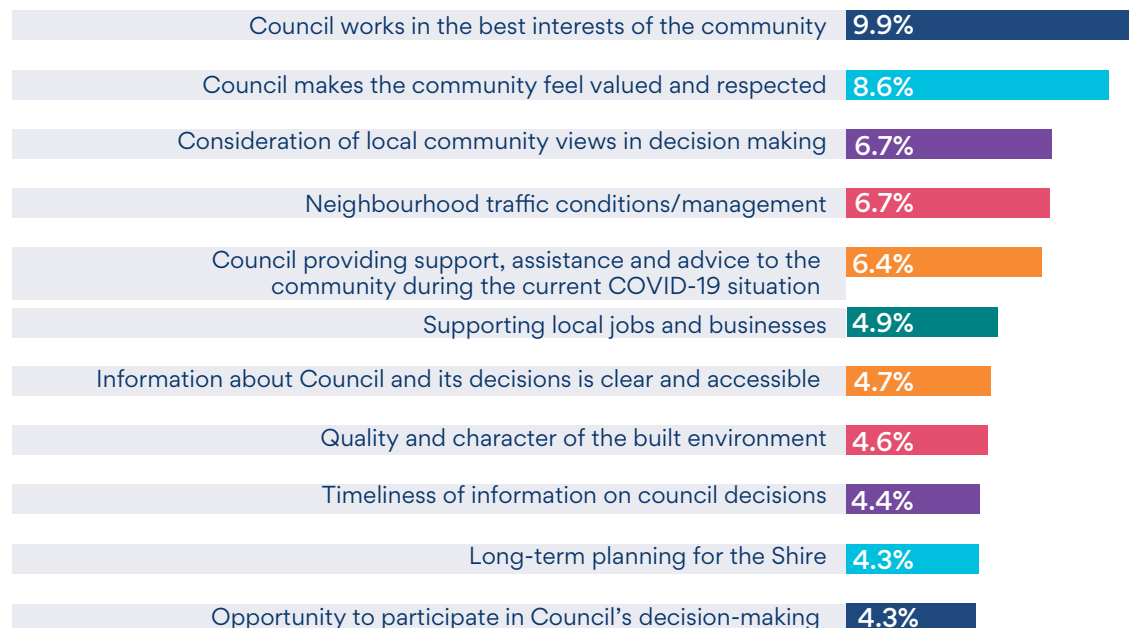 Council works in the best interests of the community 9.9%
Council makes the community feel valued and respected 8.6%
Consideration of local community views in decision making 6.7%
Neighbourhood traffic conditions/management 6.7%
Council providing support, assistance and advice to the 6.4%
community during the current COVID-19 situation
Supporting local jobs and businesses 4.9%
Information about Council and its decisions is clear and accessible 4.7%
Quality and character of the built environment 4.6%
Timeliness of information on council decisions 4.4%
Long-term planning for the Shire 4.3%
Opportunity to participate in Council's decision-making 4.3%